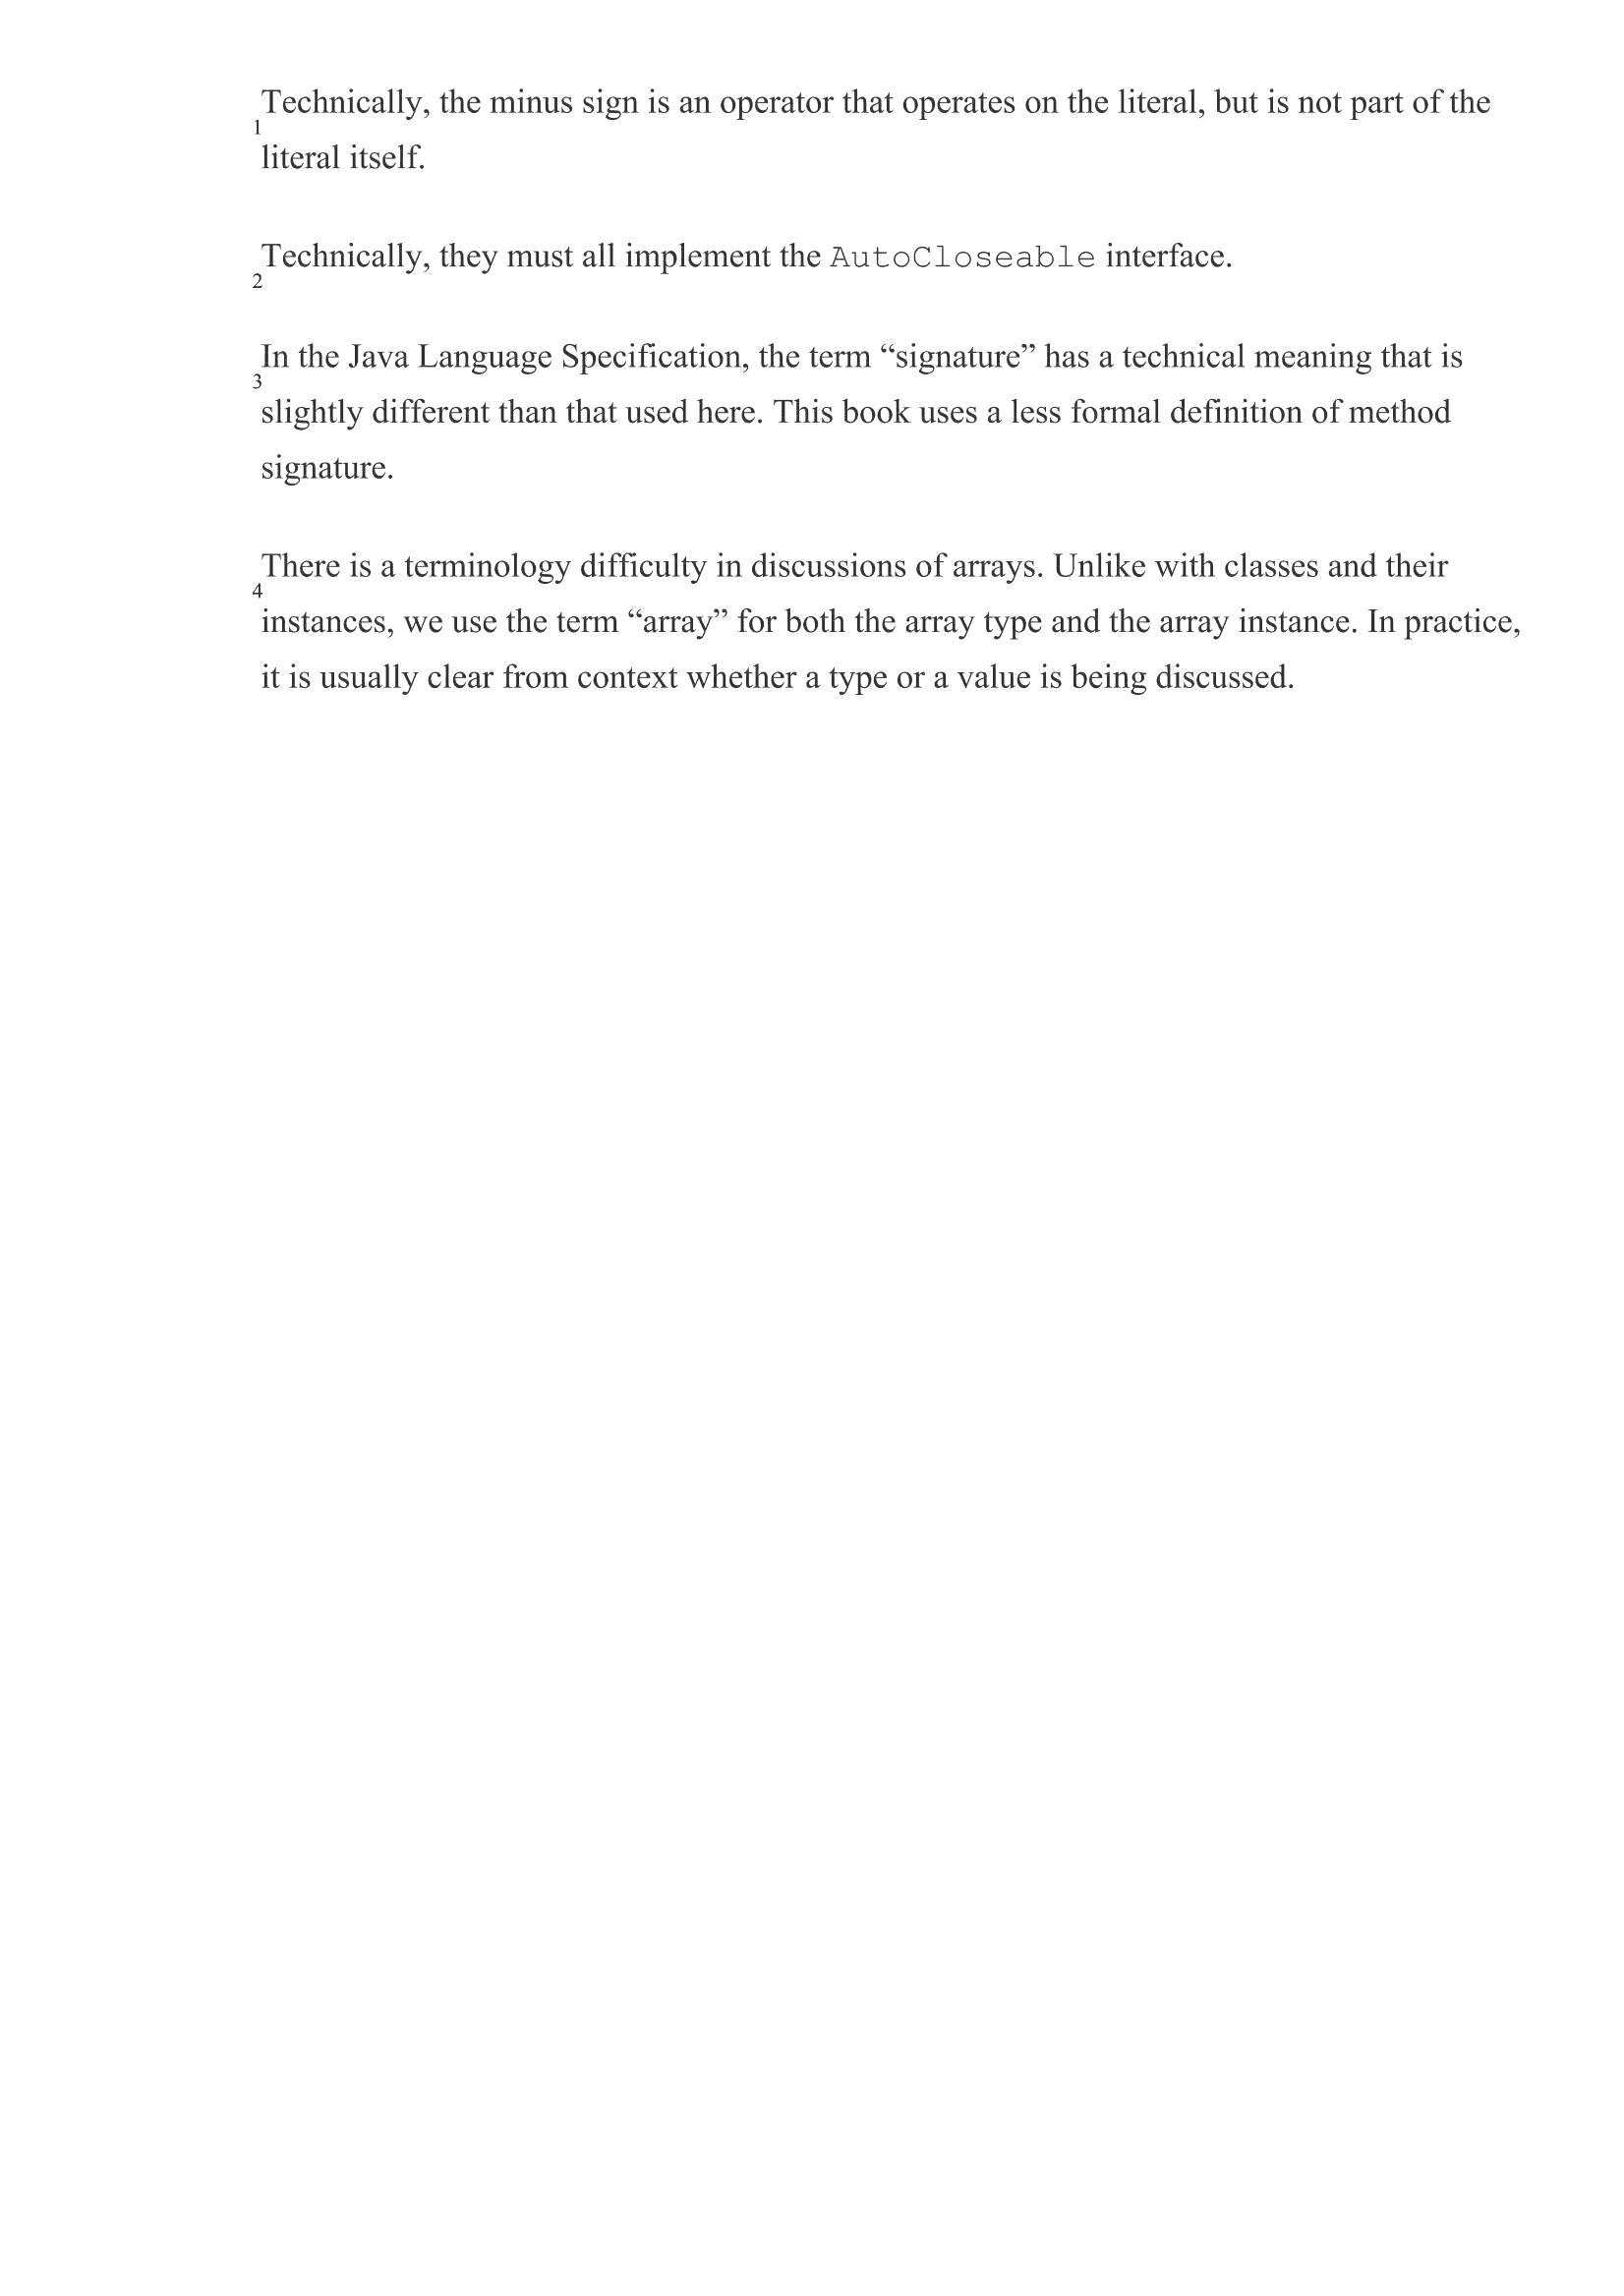 Technically, the minus sign is an operator that operates on the literal, but is not part of the
1
literal itself.
Technically, they must all implement the AutoCloseable interface.
2
In the Java Language Specification, the term “signature” has a technical meaning that is
3
slightly different than that used here. This book uses a less formal definition of method
signature.
There is a terminology difficulty in discussions of arrays. Unlike with classes and their
4
instances, we use the term “array” for both the array type and the array instance. In practice,
it is usually clear from context whether a type or a value is being discussed.